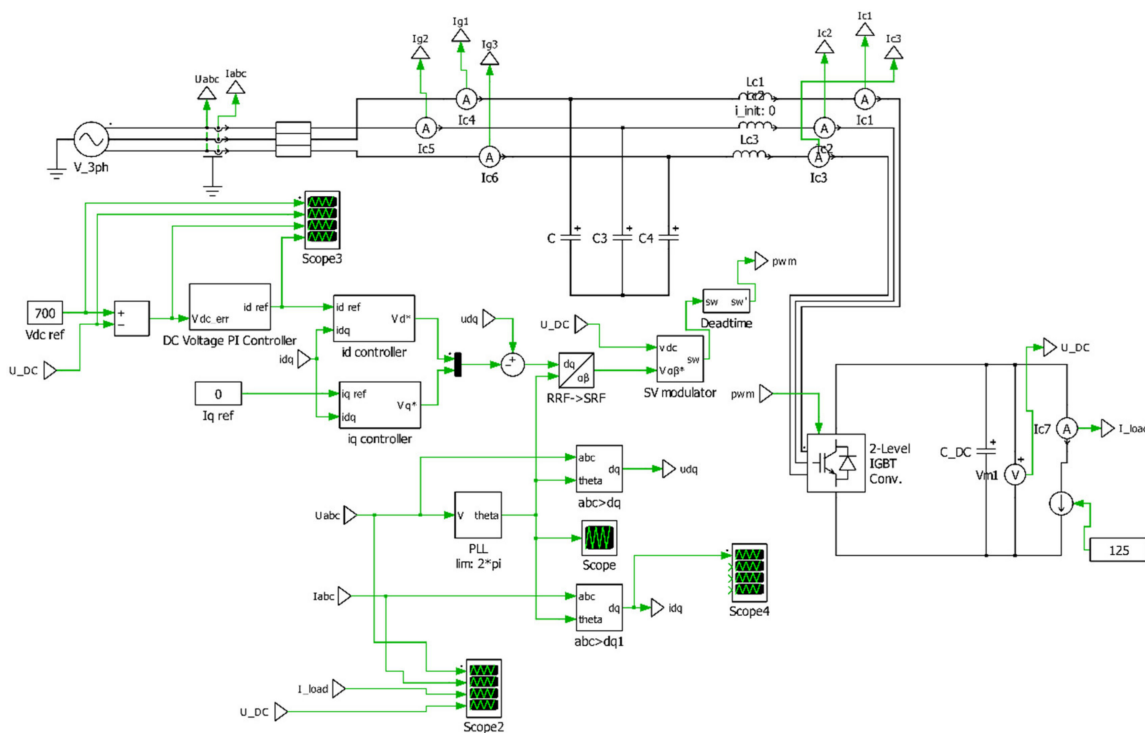 Ig1
Ig2
Ig3
Ic1
Ic2
Ic3
Uabc
Iabc
Lc1
Lc2
i_init: 0
Lc3
A
Ic4
A
Ic5
A
Ic6
A
Ic1
A
Ic2
A
Ic3
V_3ph
C
C3
C4
Scope3
700
Vdc ref
+
−
U_DC
Vdc_err
id ref
DC Voltage PI Controller
id ref
idq
Vd*
id controller
idq
0
Iq ref
iq ref
idq
Vq*
iq controller
udq
+
−
dq
αβ
RRF->SRF
U_DC
vdc
Vαβ*
sw
SV modulator
sw
sw'
Deadtime
pwm
pwm
2-Level
IGBT
Conv.
C_DC
Vm1
V
U_DC
Ic7
A
I_load
125
Uabc
V
theta
PLL
lim: 2*pi
abc
theta
dq
abc>dq
udq
Scope
Iabc
abc
theta
dq
abc>dq1
idq
Scope4
I_load
U_DC
Scope2